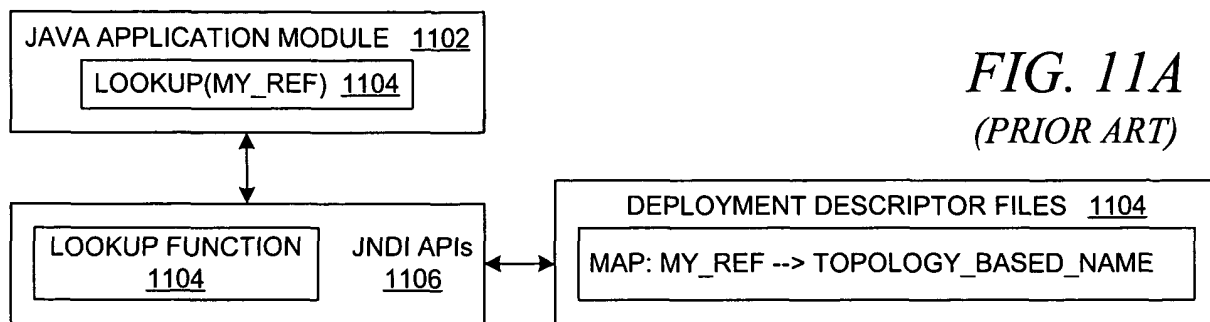 JAVA APPLICATION MODULE 1102
LOOKUP(MY_REF) 1104
FIG. 11A
(PRIOR ART)
LOOKUP FUNCTION
1104
JNDI APIs
1106
DEPLOYMENT DESCRIPTOR FILES 1104
MAP: MY_REF --> TOPOLOGY_BASED_NAME